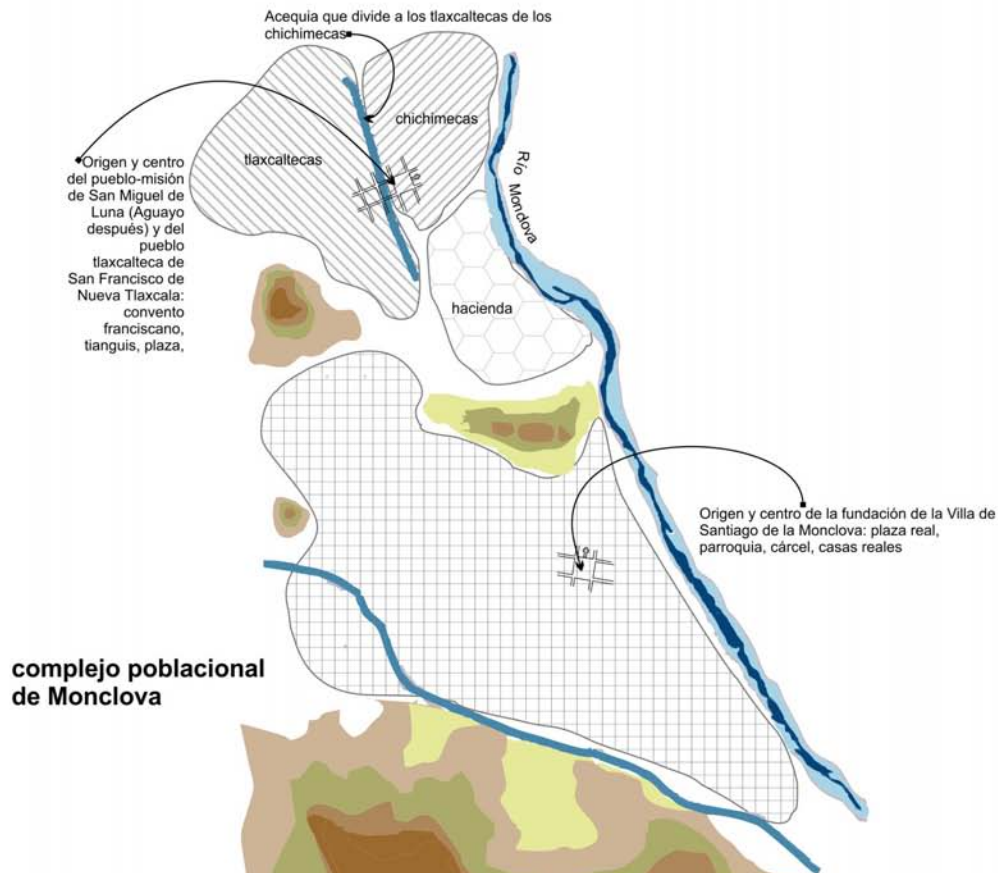 Acequia que divide a los tlaxcaltecas de los
chichimecas
chichimecas
tlaxcaltecas
Origen y centro
del pueblo-misión
de San Miguel de
Luna (Aguayo
después) y del
pueblo
tlaxcalteca de
San Francisco de
Nueva Tlaxcala:
convento
franciscano,
tianguis, plaza,
Río Monclova
hacienda
Origen y centro de la fundación de la Villa de
Santiago de la Monclova: plaza real,
parroquia, cárcel, casas reales
complejo poblacional
de Monclova